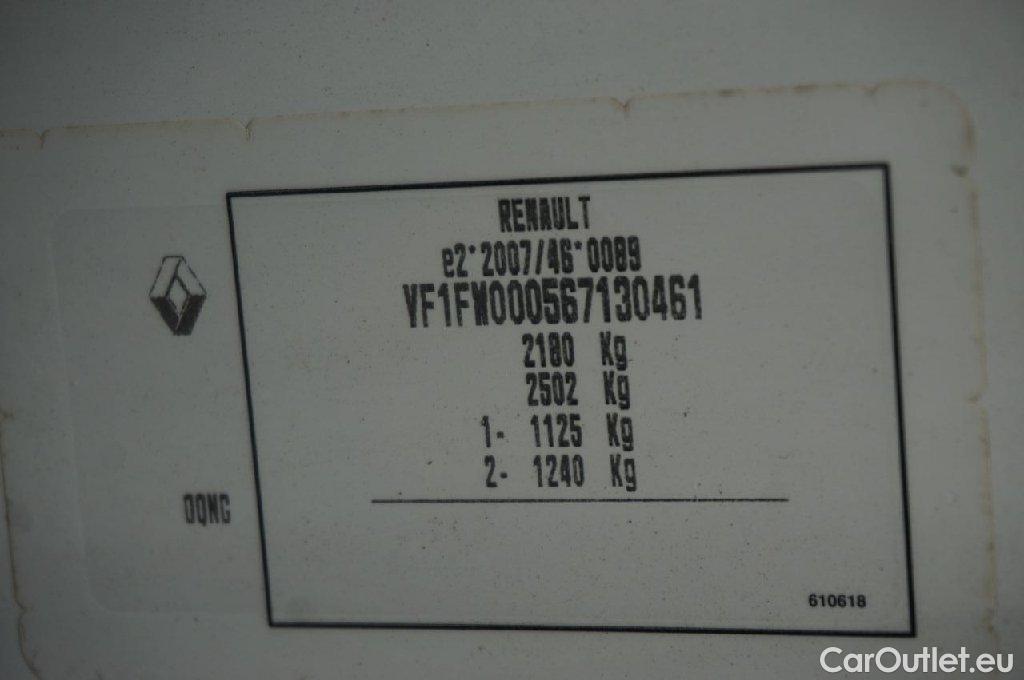 RENAULT
e2*2007/46*0089
VF1FW000567130461
2180 Kg
2502 Kg
1- 1125 Kg
2- 1240 Kg
OQNG
610618
CarOutlet.eu